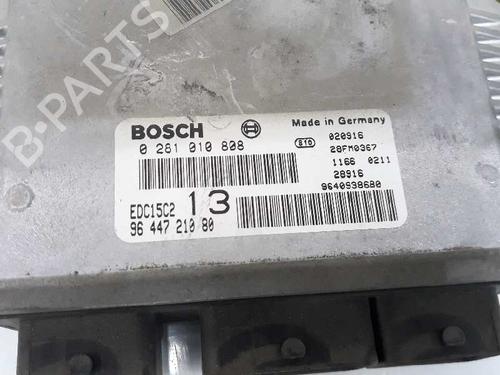 B-PARTS
BOSCH
Made in Germany
0 281 010 808
e10
020916
28FM0367
1166 0211
28916
9640938680
EDC15C2 13
96 447 210 80